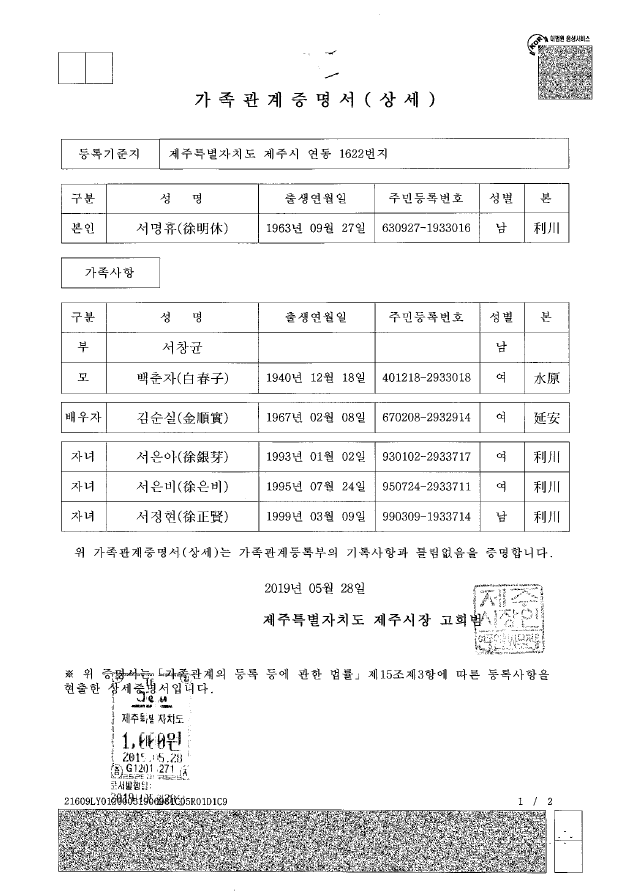 이정변 음성서비스
가족관계증명서(상세)
등록기준지 제주특별자치도 제주시 연동 1622번지
구분 성 명 출생연월일 주민등록번호 성별 본
본인 서명휴(徐明休) 1963년 09월 27일 630927-1933016 남 利川
가족사항
구분 성 명 출생연월일 주민등록번호 성별 본
부 서창균 남
모 백춘자(白春子) 1940년 12월 18일 401218-2933018 여 水原
배우자 김순실(金順實) 1967년 02월 08일 670208-2932914 여 延安
자녀 서은아(徐銀芽) 1993년 01월 02일 930102-2933717 여 利川
자녀 서은비(徐은비) 1995년 07월 24일 950724-2933711 여 利川
자녀 서정현(徐正賢) 1999년 03월 09일 990309-1933714 남 利川
위 가족관계증명서(상세)는 가족관계등록부의 기록사항과 틀림없음을 증명합니다.
2019년 05월 28일
제주특별자치도 제주시장 고희범
제주
시장인
※ 위 증명서는 「가족관계의 등록 등에 관한 법률」 제15조제3항에 따른 등록사항을
현출한 상세증명서입니다.
제주특별자치도
1,000원
G1201 271
1 / 2